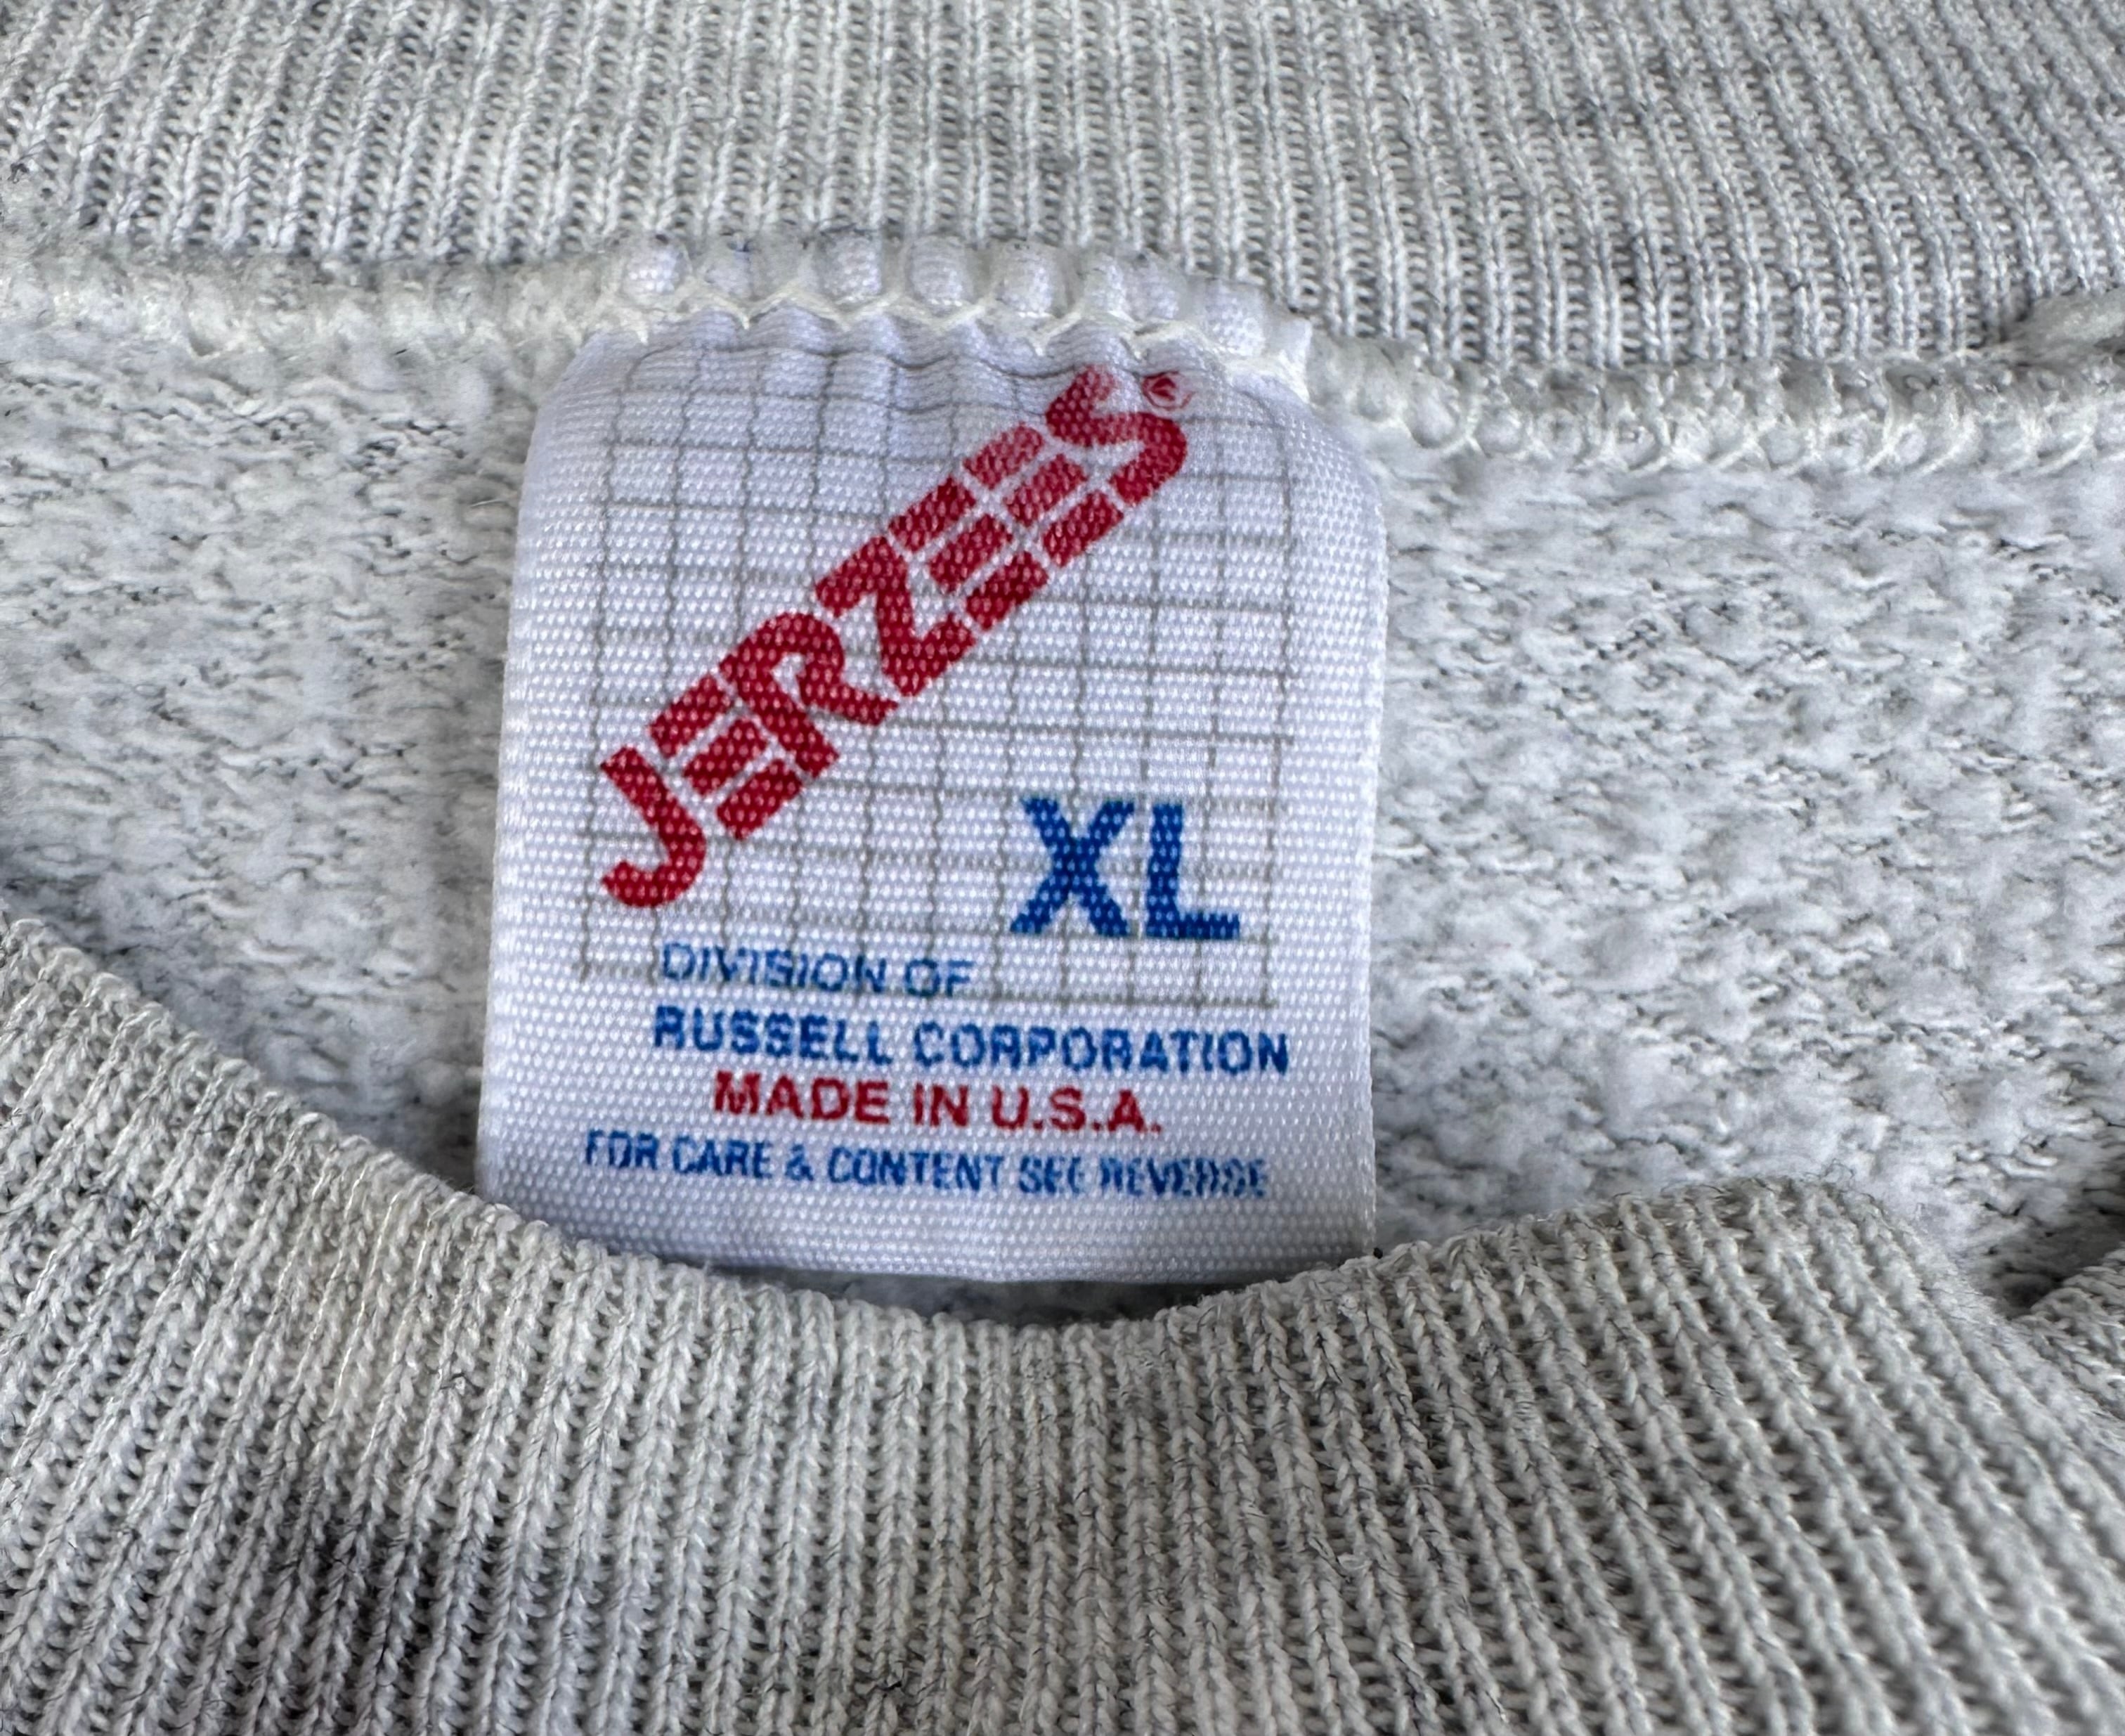 JERZEES®
XL
DIVISION OF
RUSSELL CORPORATION
MADE IN U.S.A.
FOR CARE & CONTENT SEE REVERSE